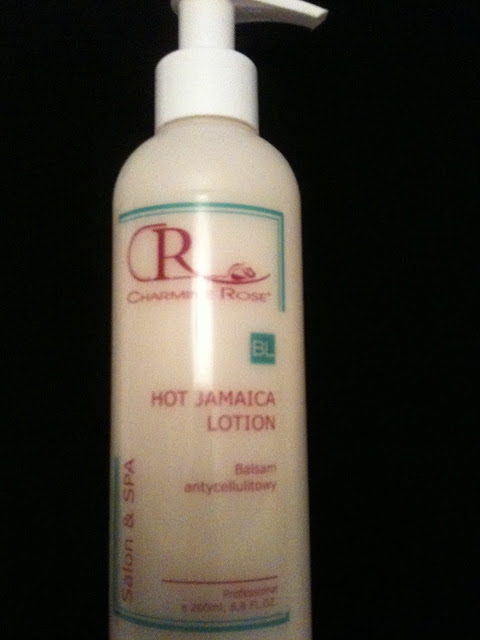 CR
CHARMINE ROSE®
BL
HOT JAMAICA
LOTION
Balsam
antycellulitowy
Salon & SPA
Professional
e 200ml, 6.8 FL.OZ.